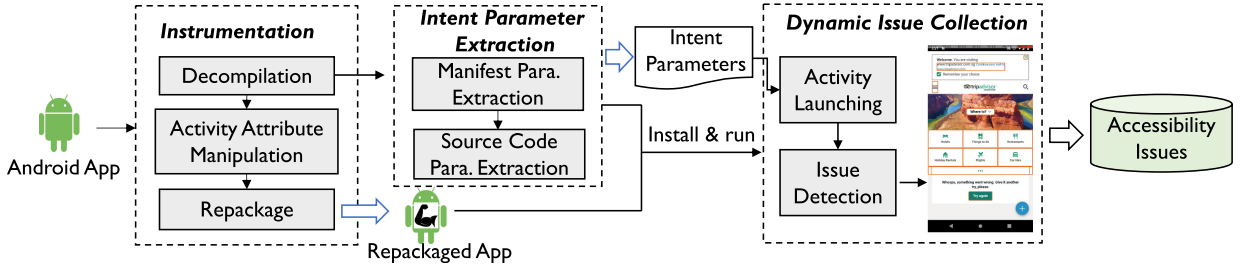 Instrumentation
Decompilation
Activity Attribute
Manipulation
Repackage
Android App
Intent Parameter
Extraction
Manifest Para.
Extraction
Source Code
Para. Extraction
Repackaged App
Intent
Parameters
Install & run
Dynamic Issue Collection
Activity
Launching
Issue
Detection
Welcome. You are visiting
Remember your choice
tripadvisor
Where to?
Hotels
Things to do
Restaurants
Holiday Rentals
Flights
Car Hire
Whoops, something went wrong. Give it another
try, please.
Try again
Accessibility
Issues